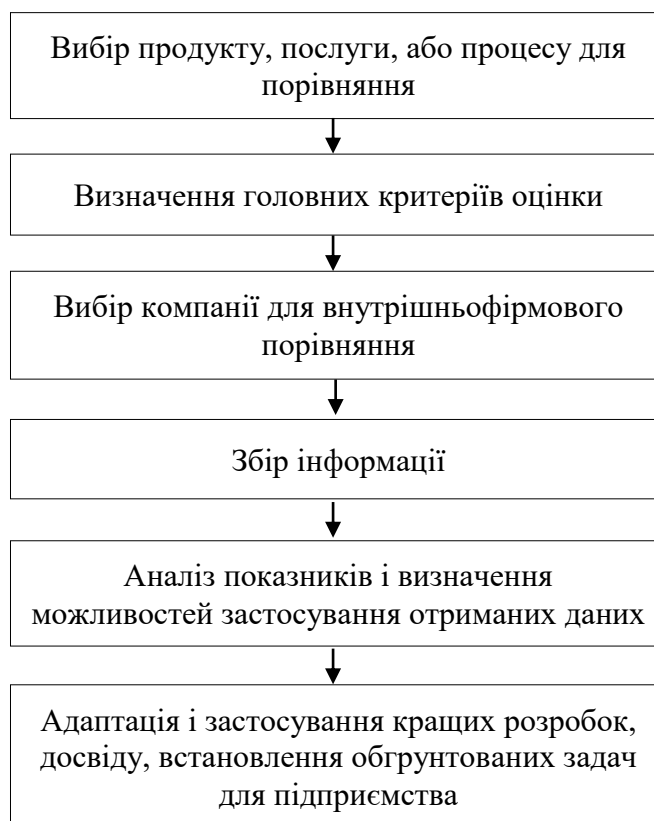 Вибір продукту, послуги, або процесу для
порівняння
Визначення головних критеріїв оцінки
Вибір компанії для внутрішньофірмового
порівняння
Збір інформації
Аналіз показників і визначення
можливостей застосування отриманих даних
Адаптація і застосування кращих розробок,
досвіду, встановлення обгрунтованих задач
для підприємства